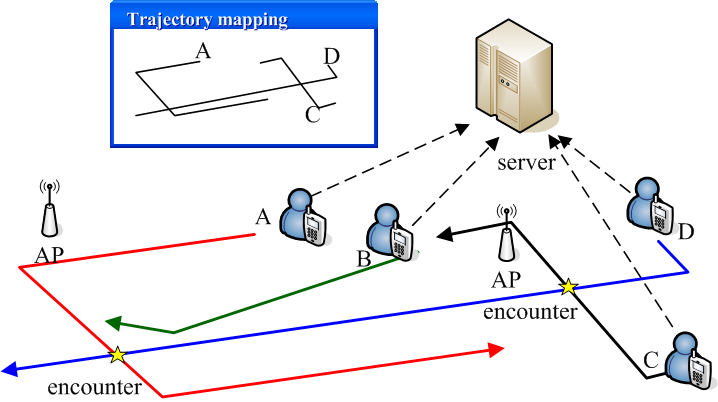 Trajectory mapping
A
D
C
server
A
B
AP
AP
D
encounter
C
encounter